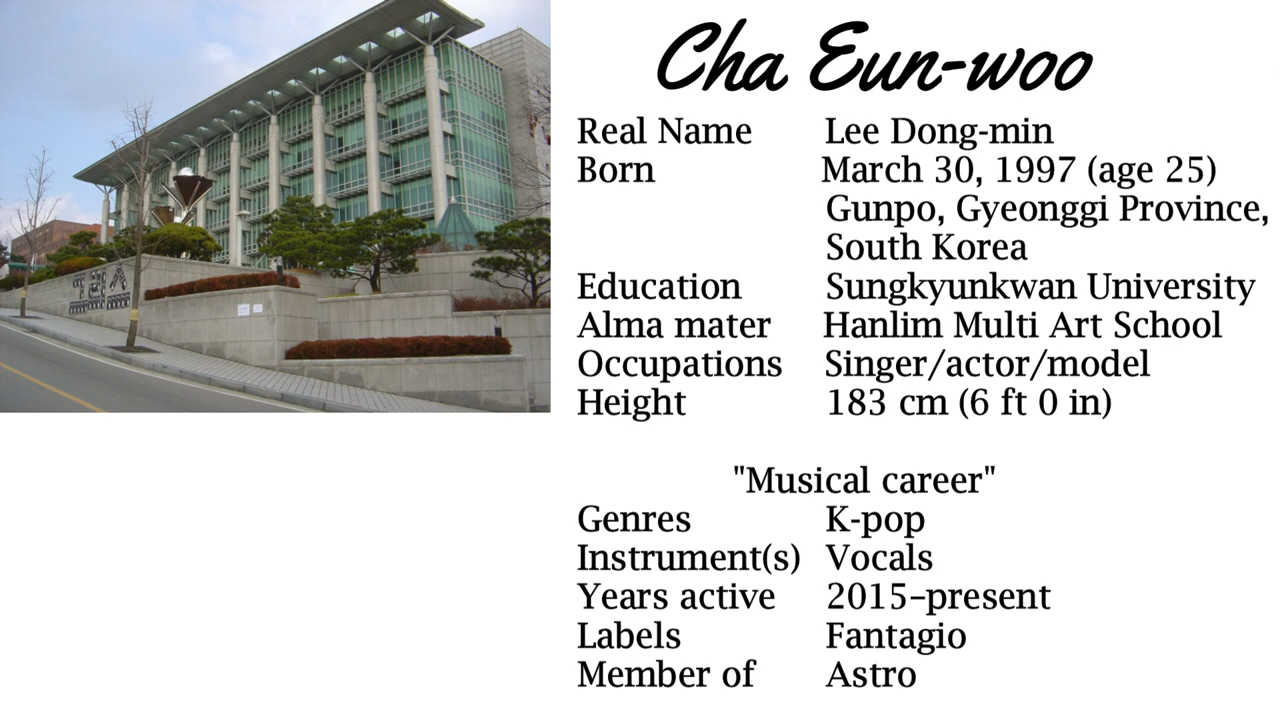 Cha Eun-woo
Real Name Lee Dong-min
Born March 30, 1997 (age 25)
Gunpo, Gyeonggi Province,
South Korea
Education Sungkyunkwan University
Alma mater Hanlim Multi Art School
Occupations Singer/actor/model
Height 183 cm (6 ft 0 in)
"Musical career"
Genres K-pop
Instrument(s) Vocals
Years active 2015–present
Labels Fantagio
Member of Astro